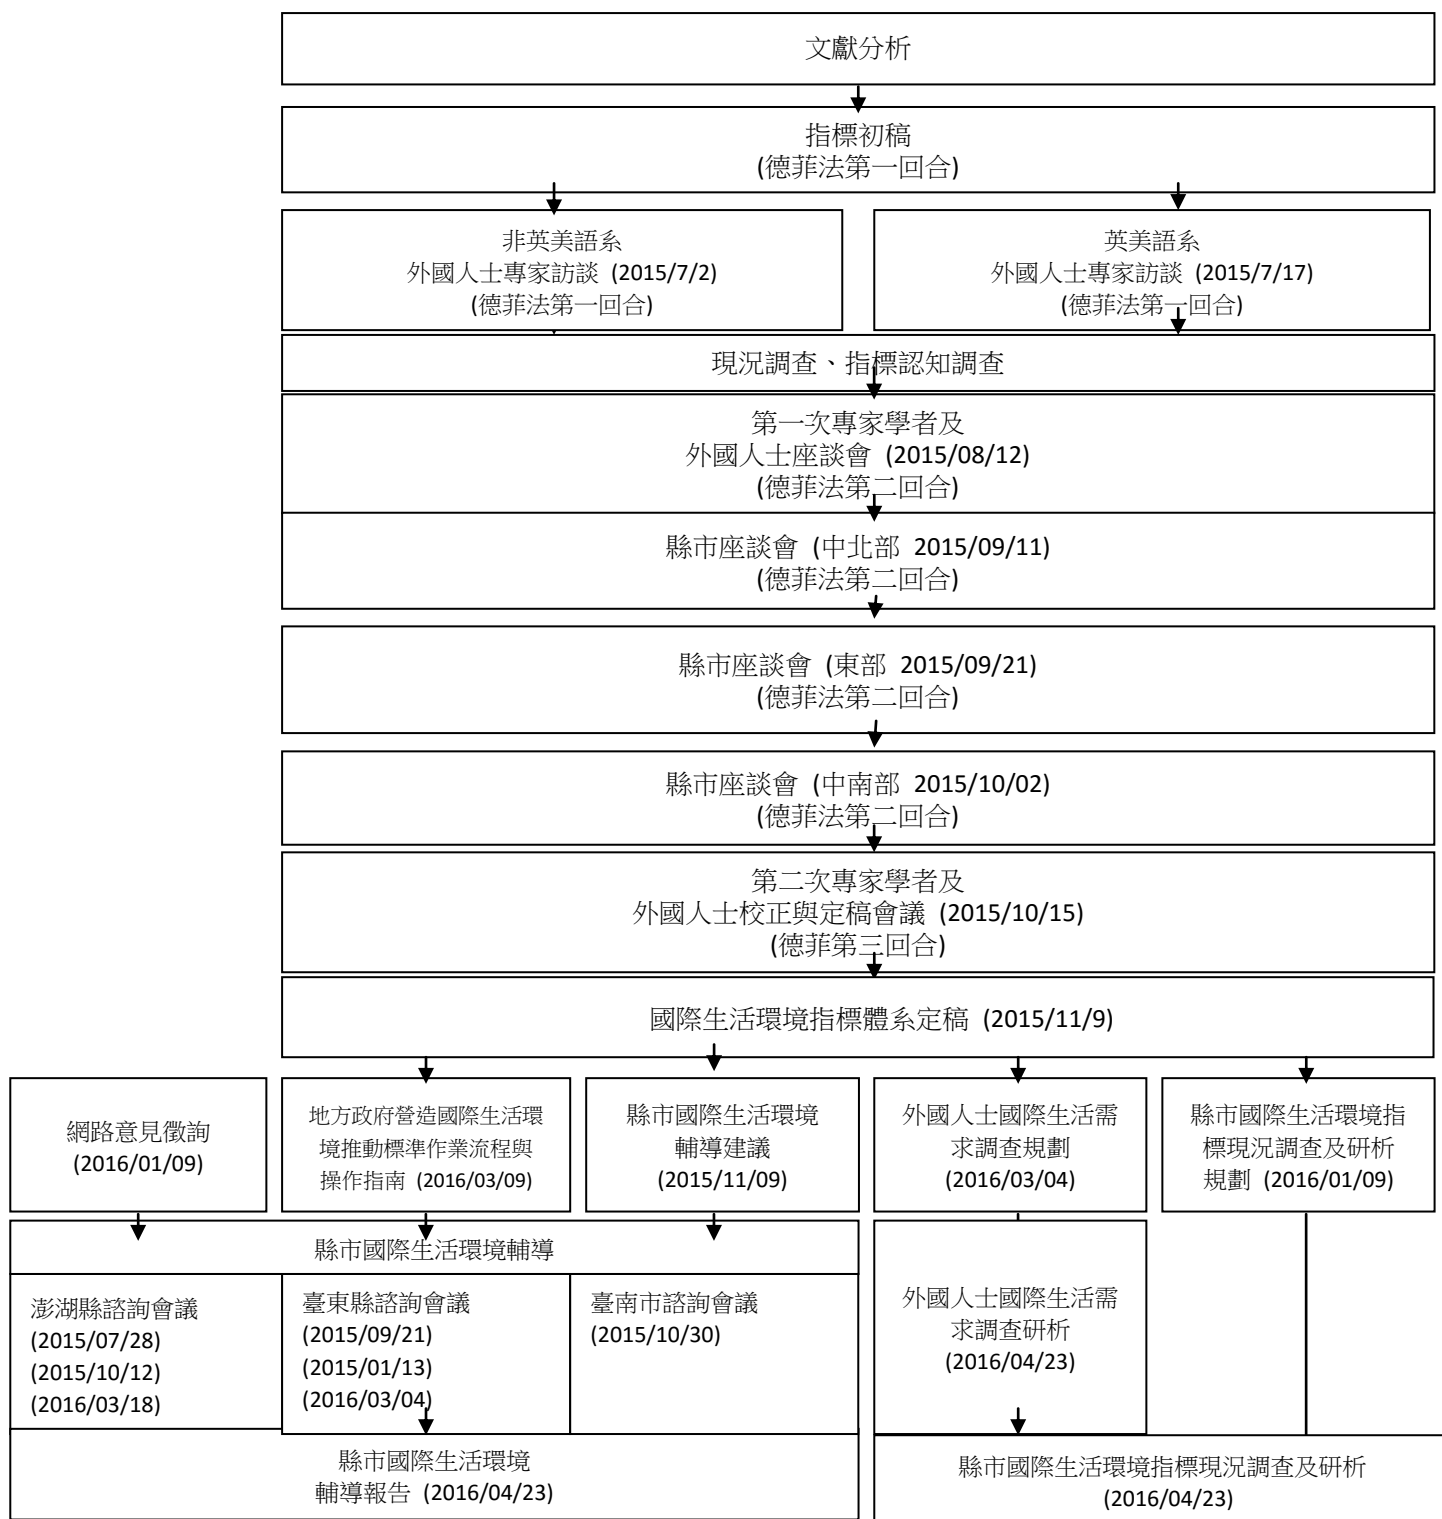 文獻分析
指標初稿
(德菲法第一回合)
非英美語系
外國人士專家訪談 (2015/7/2)
(德菲法第一回合)
英美語系
外國人士專家訪談 (2015/7/17)
(德菲法第一回合)
現況調查、指標認知調查
第一次專家學者及
外國人士座談會 (2015/08/12)
(德菲法第二回合)
縣市座談會 (中北部 2015/09/11)
(德菲法第二回合)
縣市座談會 (東部 2015/09/21)
(德菲法第二回合)
縣市座談會 (中南部 2015/10/02)
(德菲法第二回合)
第二次專家學者及
外國人士校正與定稿會議 (2015/10/15)
(德菲第三回合)
國際生活環境指標體系定稿 (2015/11/9)
網路意見徵詢
(2016/01/09)
地方政府營造國際生活環
境推動標準作業流程與
操作指南 (2016/03/09)
縣市國際生活環境
輔導建議
(2015/11/09)
外國人士國際生活需
求調查規劃
(2016/03/04)
縣市國際生活環境指
標現況調查及研析
規劃 (2016/01/09)
縣市國際生活環境輔導
澎湖縣諮詢會議
(2015/07/28)
(2015/10/12)
(2016/03/18)
臺東縣諮詢會議
(2015/09/21)
(2015/01/13)
(2016/03/04)
臺南市諮詢會議
(2015/10/30)
外國人士國際生活需
求調查研析
(2016/04/23)
縣市國際生活環境
輔導報告 (2016/04/23)
縣市國際生活環境指標現況調查及研析
(2016/04/23)